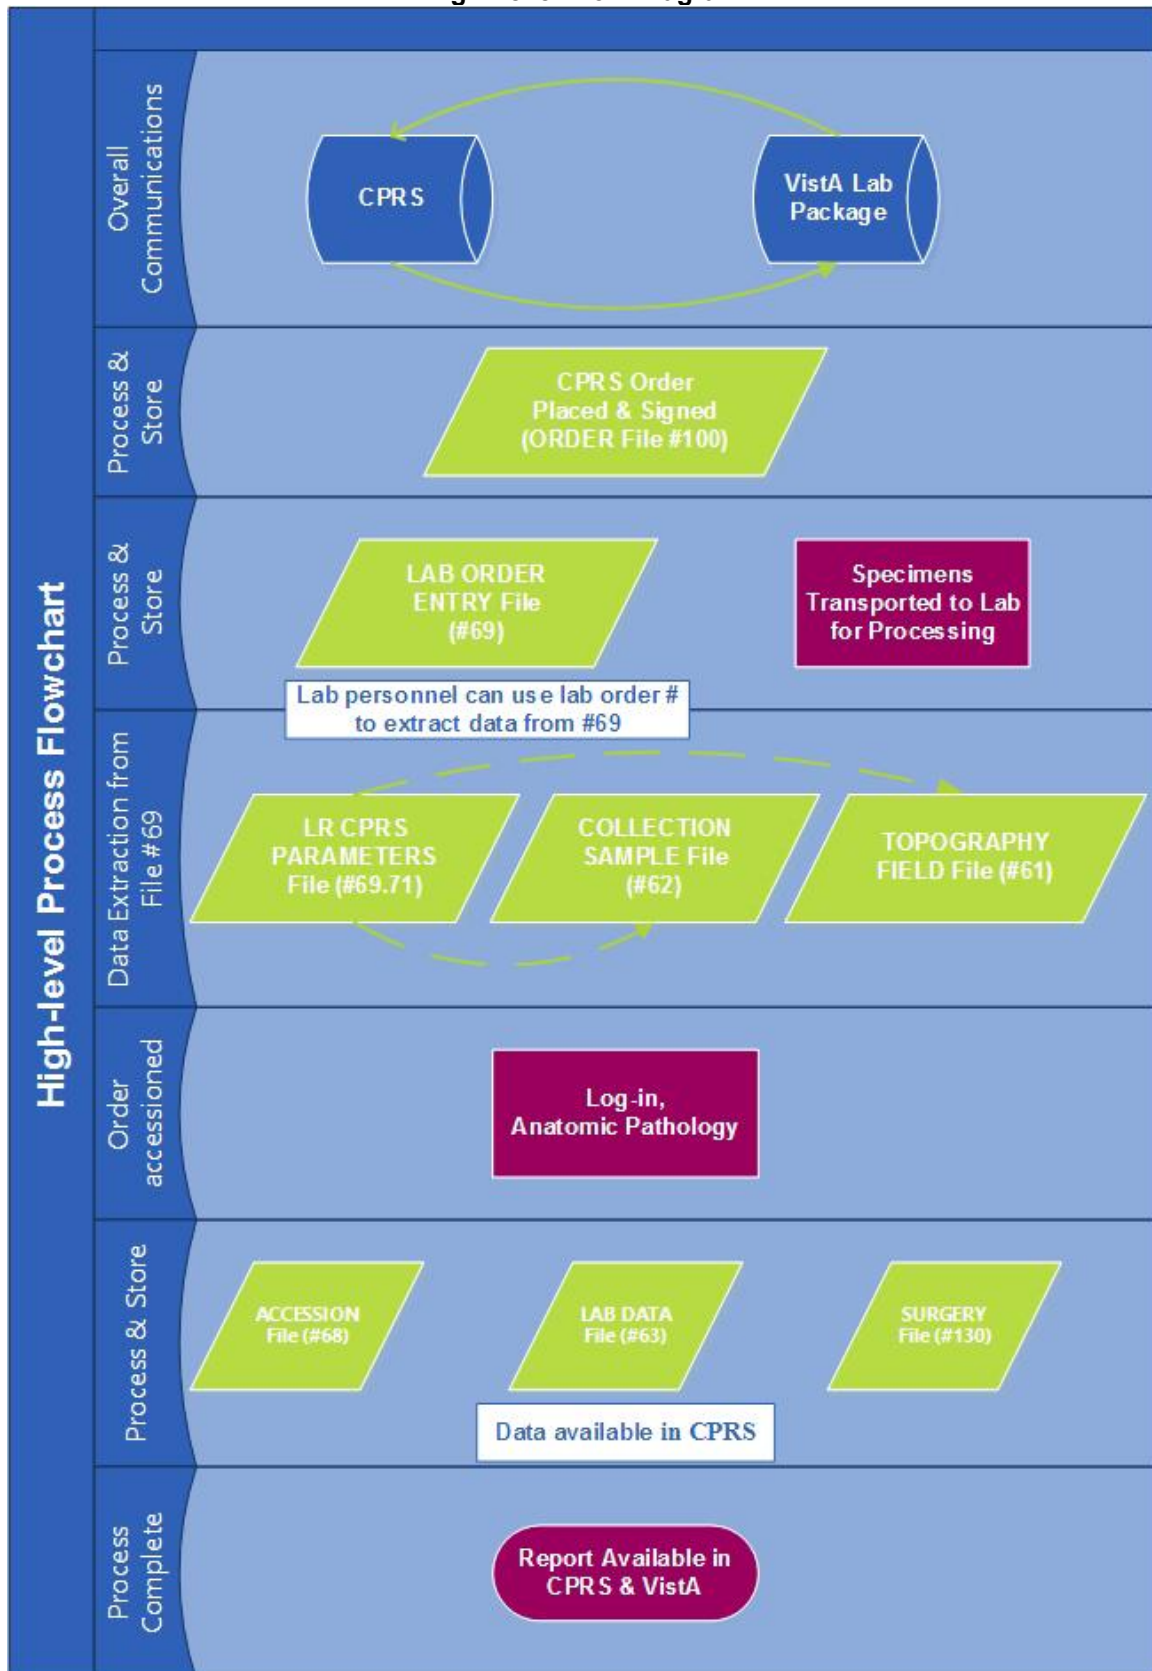 High-level Process Flowchart
Overall
Communications
CPRS
VistA Lab
Package
Process &
Store
CPRS Order
Placed & Signed
(ORDER File #100)
Process &
Store
LAB ORDER
ENTRY File
(#69)
Specimens
Transported to Lab
for Processing
Lab personnel can use lab order #
to extract data from #69
Data Extraction from
File #69
LR CPRS
PARAMETERS
File (#69.71)
COLLECTION
SAMPLE File
(#62)
TOPOGRAPHY
FIELD File (#61)
Order
accessioned
Log-in,
Anatomic Pathology
Process & Store
ACCESSION
File (#68)
LAB DATA
File (#63)
SURGERY
File (#130)
Data available in CPRS
Process
Complete
Report Available in
CPRS & VistA